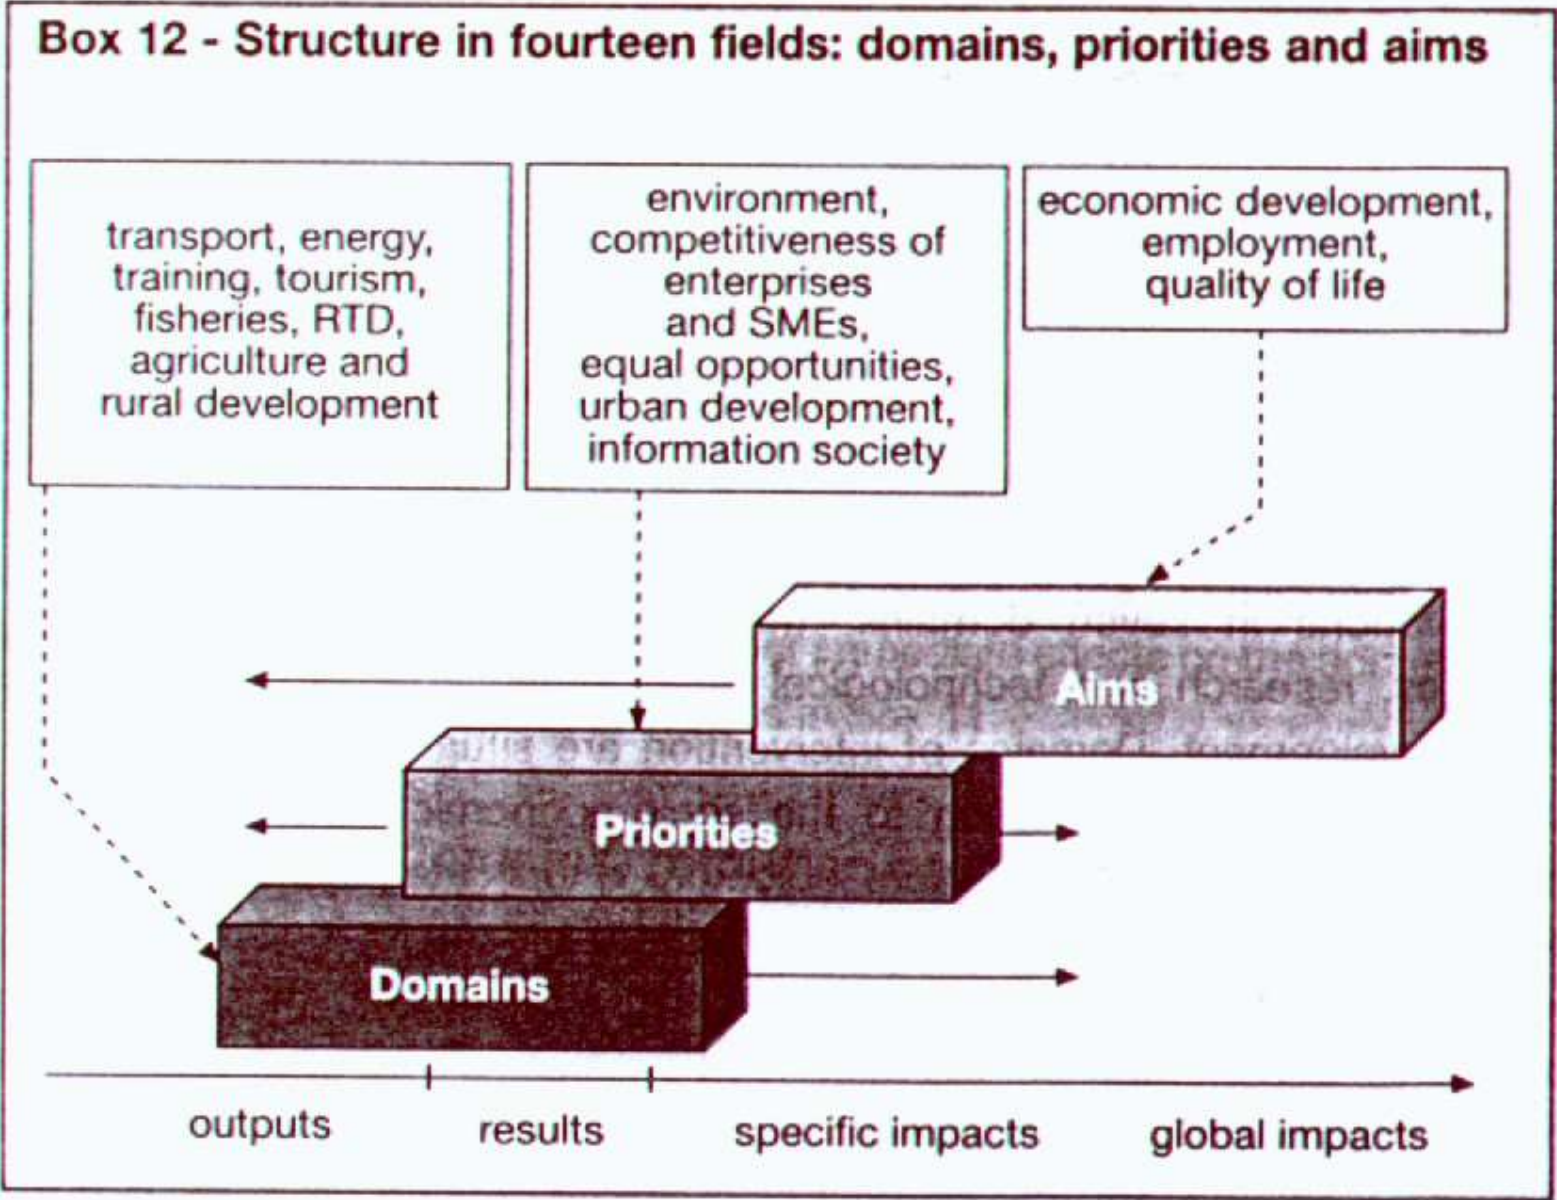 Box 12 - Structure in fourteen fields: domains, priorities and aims
transport, energy,
training, tourism,
fisheries, RTD,
agriculture and
rural development
environment,
competitiveness of
enterprises
and SMEs,
equal opportunities,
urban development,
information society
economic development,
employment,
quality of life
Aims
Priorities
Domains
outputs
results
specific impacts
global impacts